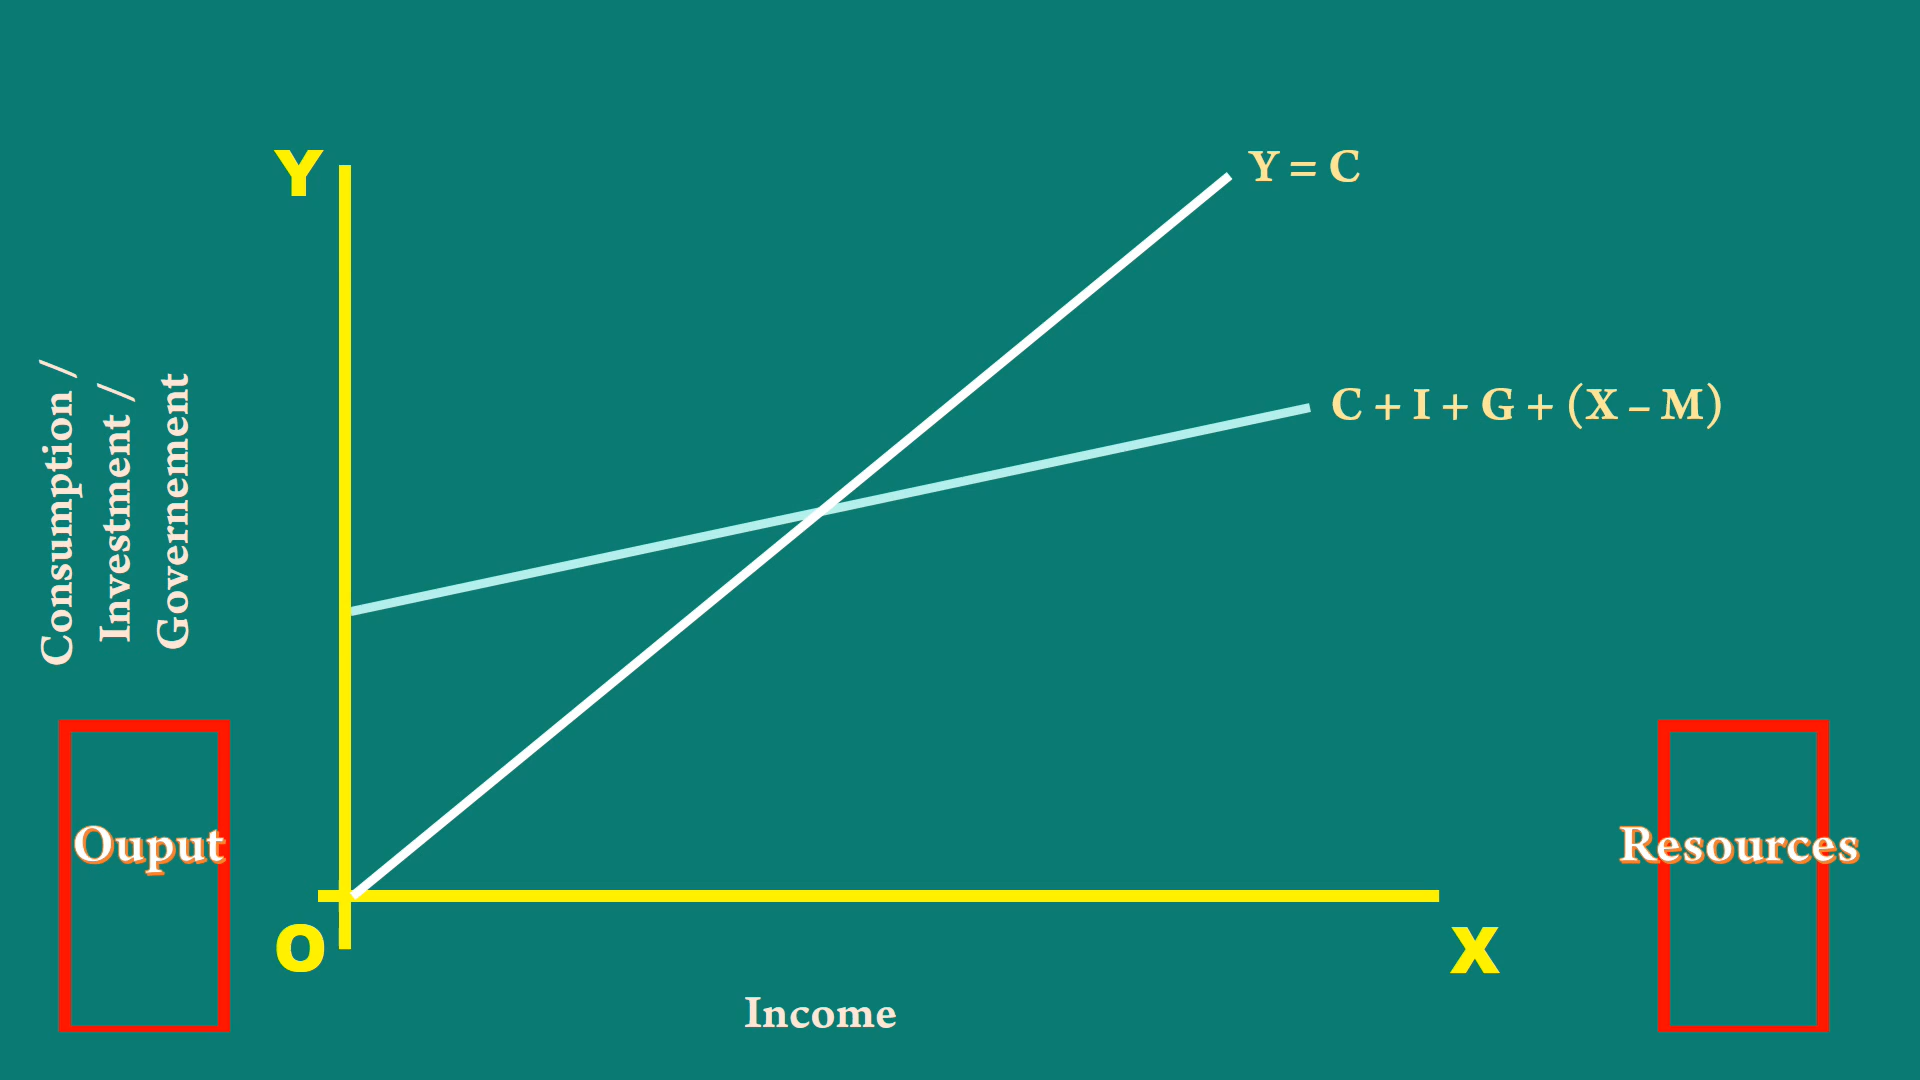 Y
Y = C
C + I + G + (X – M)
Consumption /
Investment /
Governement
Ouput
Resources
O
X
Income